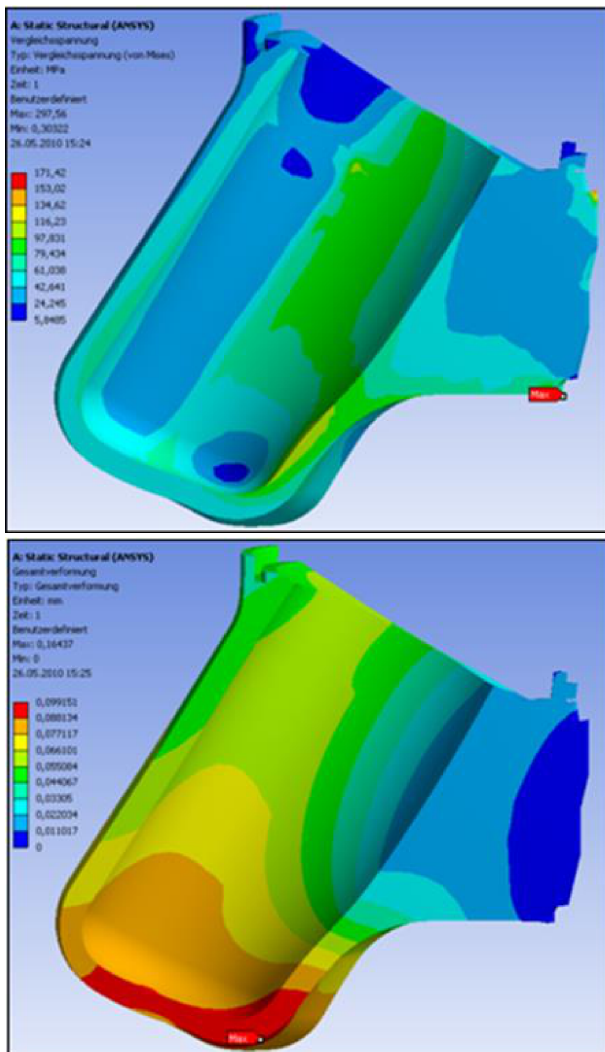 A: Static Structural (ANSYS)
Vergleichsspannung
Typ: Vergleichsspannung (von Mises)
Einheit: MPa
Zeit: 1
Benutzerdefiniert
Max: 297,56
Min: 0,30322
26.05.2010 15:24
171,42
153,02
134,62
116,23
97,831
79,434
61,038
42,641
24,245
5,8485
Max
A: Static Structural (ANSYS)
Gesamtverformung
Typ: Gesamtverformung
Einheit: mm
Zeit: 1
Benutzerdefiniert
Max: 0,16437
Min: 0
26.05.2010 15:25
0,099151
0,088134
0,077117
0,066101
0,055084
0,044067
0,03305
0,022034
0,011017
0
Max